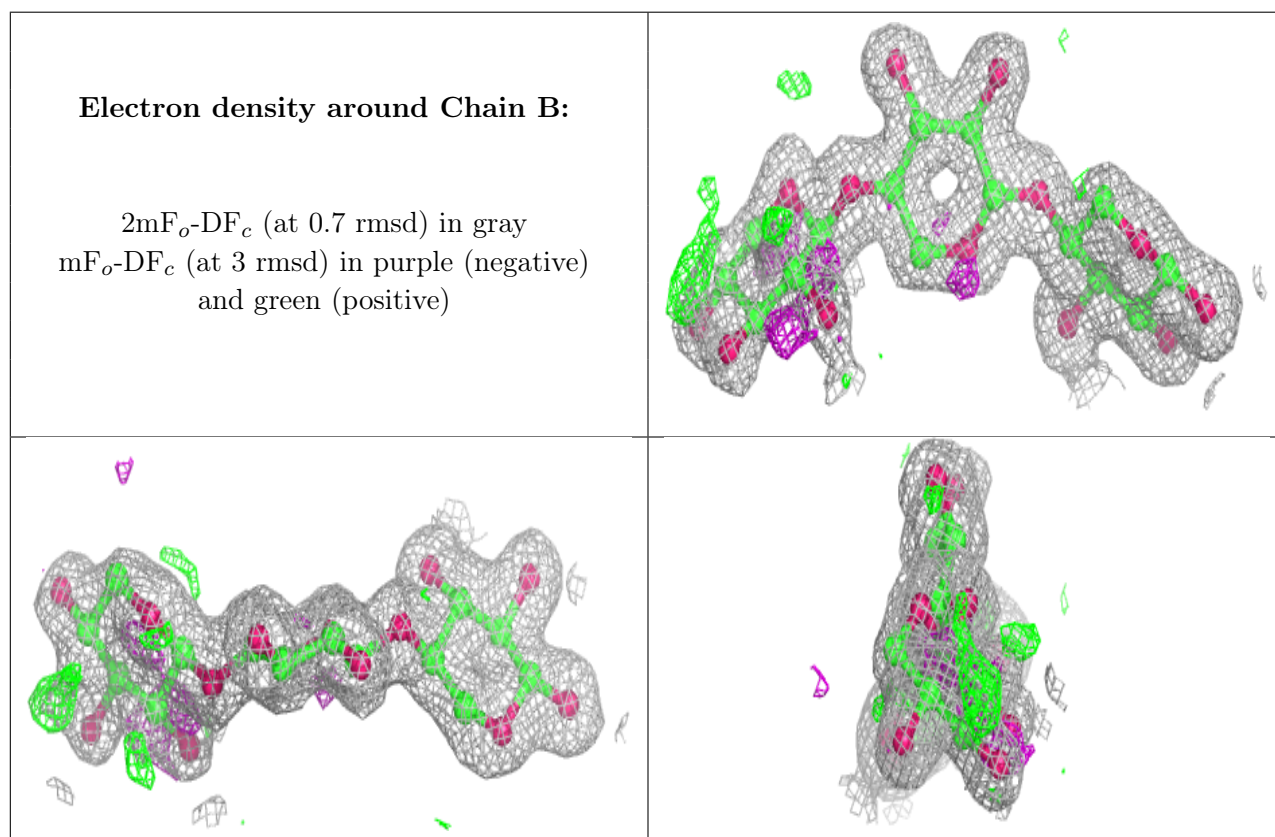 Electron density around Chain B:
2mFₒ-DF𝑐 (at 0.7 rmsd) in gray
mFₒ-DF𝑐 (at 3 rmsd) in purple (negative)
and green (positive)